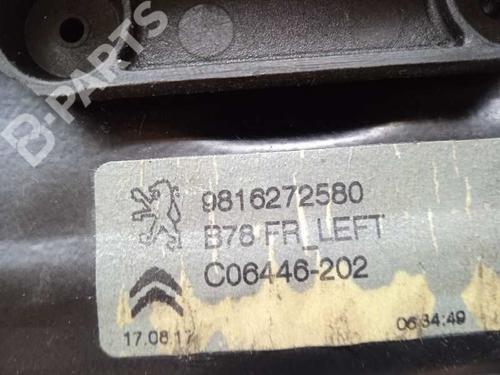 B-PARTS
9816272580
B78 FR_LEFT
C06446-202
17.08.17
06:34:49